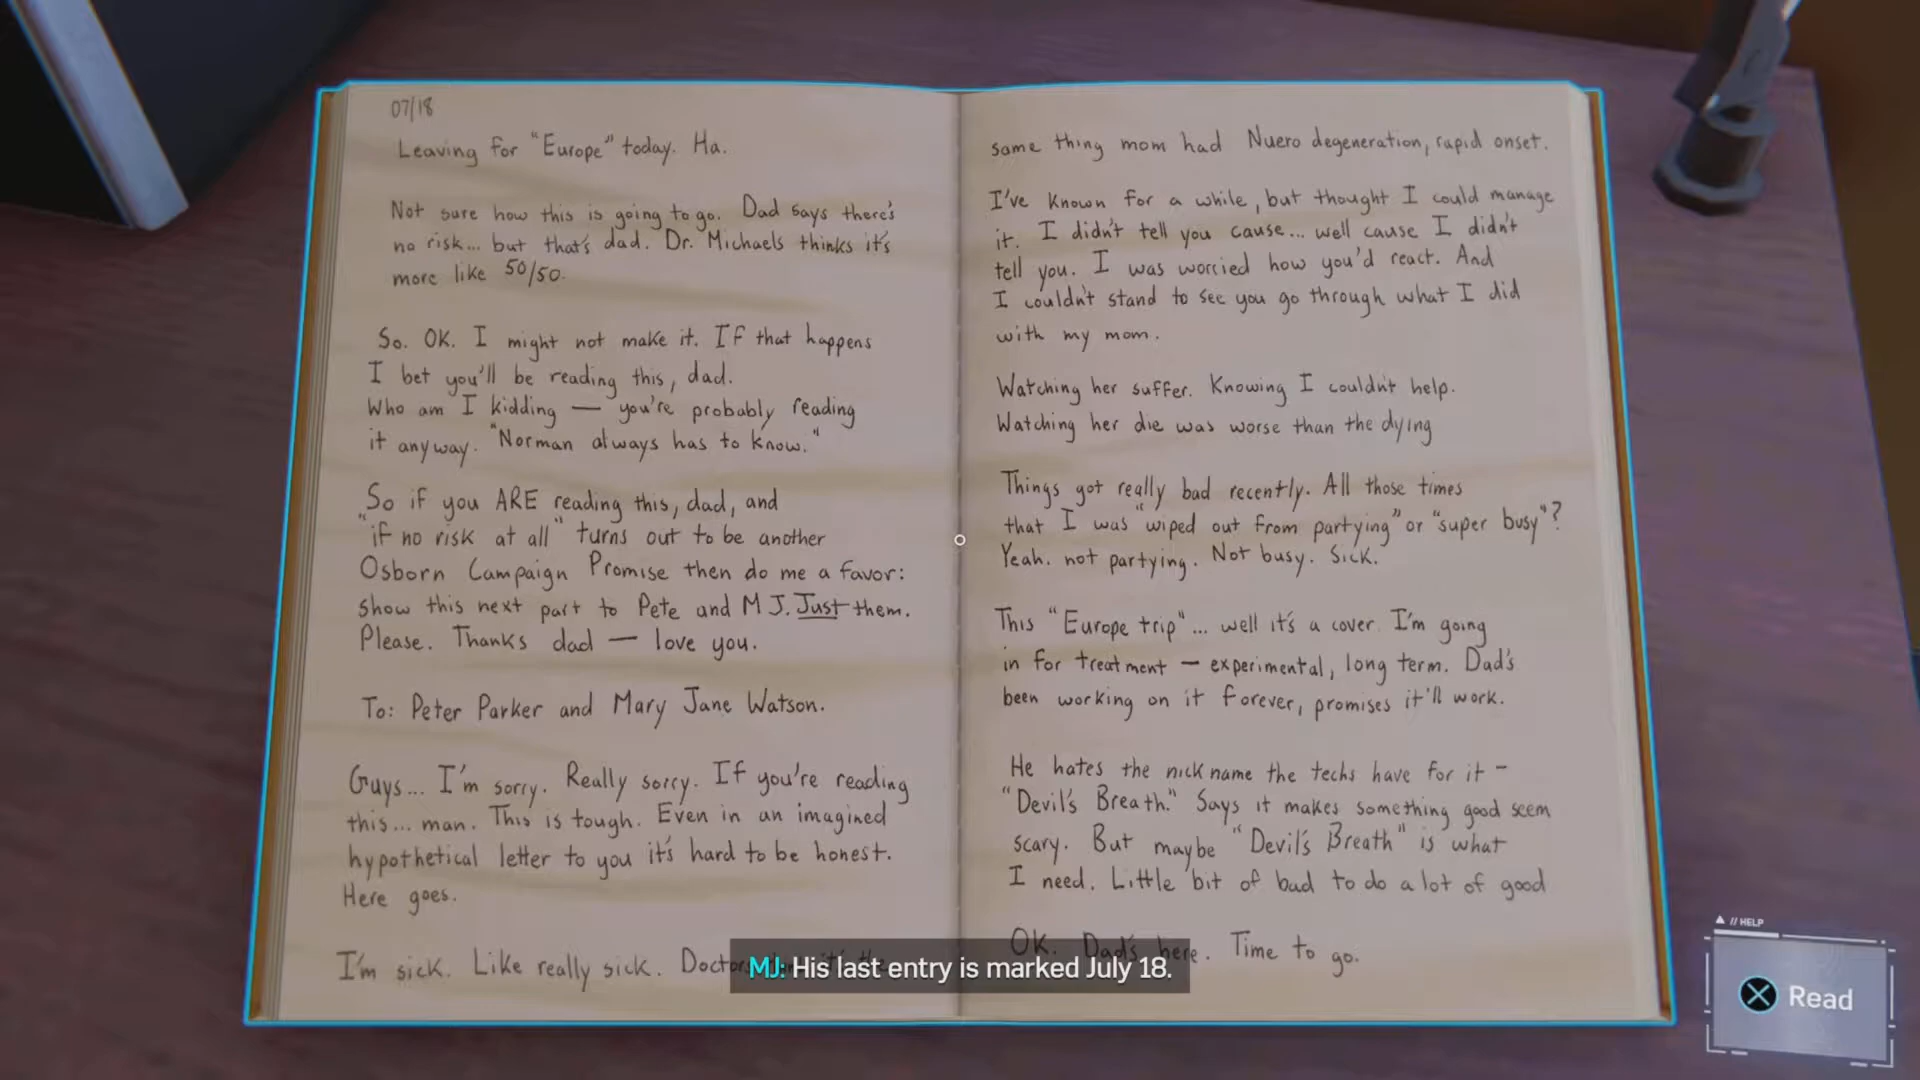 07/18
Leaving for "Europe" today. Ha.
Not sure how this is going to go. Dad says there's
no risk... but that's dad. Dr. Michaels thinks it's
more like 50/50.
So. OK. I might not make it. If that happens
I bet you'll be reading this, dad.
Who am I kidding — you're probably reading
it anyway. "Norman always has to know."
So if you ARE reading this, dad, and
"if no risk at all" turns out to be another
Osborn Campaign Promise then do me a favor:
show this next part to Pete and MJ. Just them.
Please. Thanks dad — love you.
To: Peter Parker and Mary Jane Watson.
Guys... I'm sorry. Really sorry. If you're reading
this... man. This is tough. Even in an imagined
hypothetical letter to you it's hard to be honest.
Here goes.
I'm sick. Like really sick.
same thing mom had Nuero degeneration, rapid onset.
I've known for a while, but thought I could manage
it. I didn't tell you cause... well cause I didn't
tell you. I was worried how you'd react. And
I couldn't stand to see you go through what I did
with my mom.
Watching her suffer. Knowing I couldn't help.
Watching her die was worse than the dying
Things got really bad recently. All those times
that I was "wiped out from partying" or "super busy"?
Yeah. not partying. Not busy. Sick.
This "Europe trip"... well it's a cover. I'm going
in for treatment — experimental, long term. Dad's
been working on it forever, promises it'll work.
He hates the nickname the techs have for it -
"Devil's Breath." Says it makes something good seem
scary. But maybe "Devil's Breath" is what
I need. Little bit of bad to do a lot of good
OK. Dad's here. Time to go.
MJ: His last entry is marked July 18.
// HELP
Read